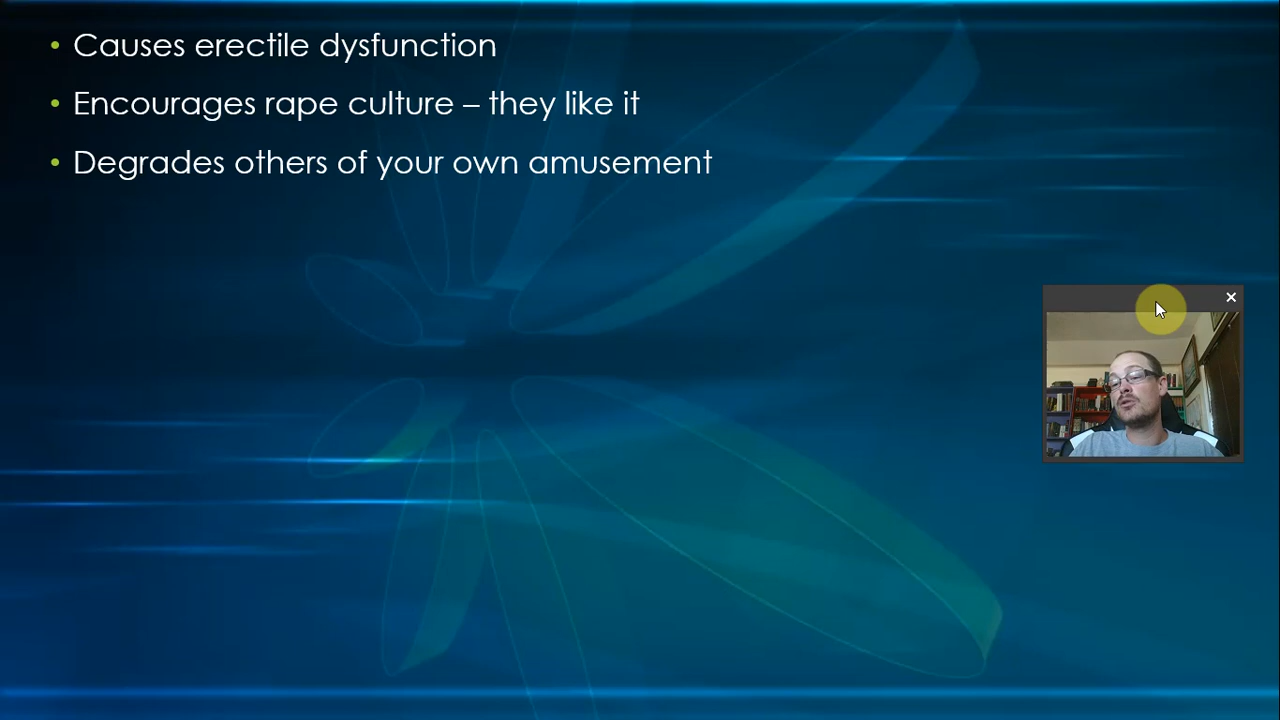 • Causes erectile dysfunction
• Encourages rape culture – they like it
• Degrades others of your own amusement